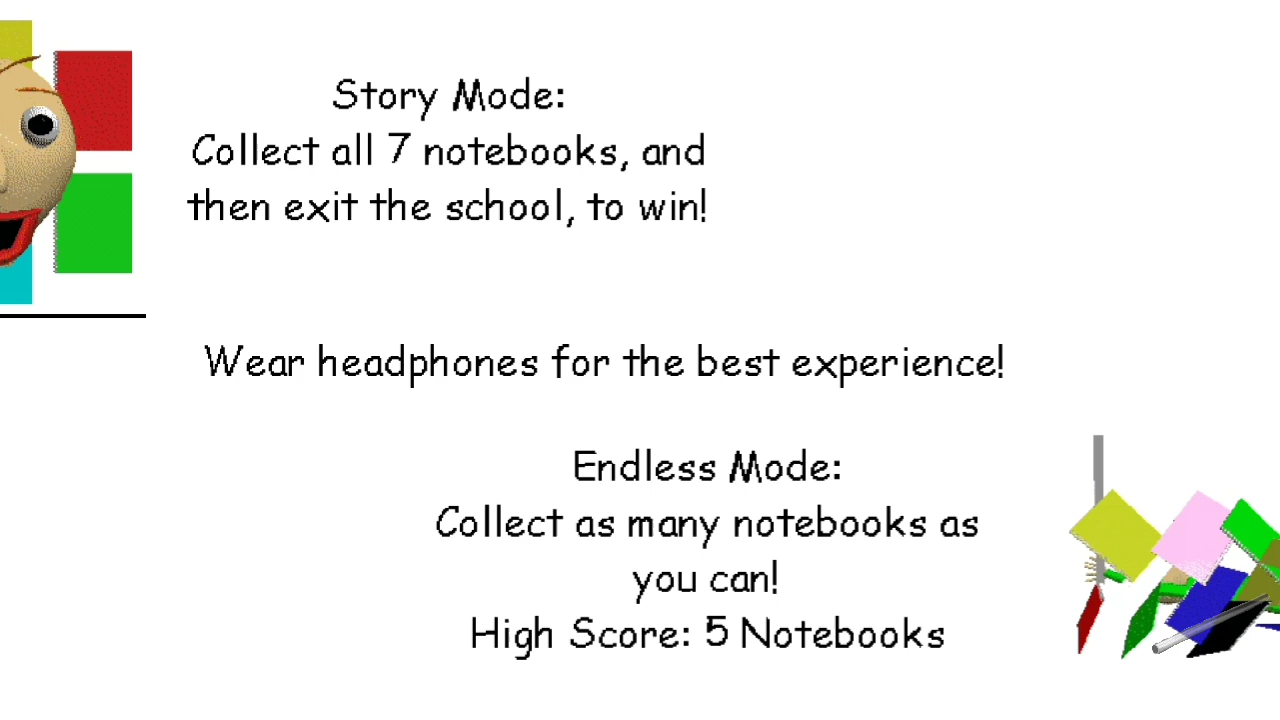 Story Mode:
Collect all 7 notebooks, and
then exit the school, to win!
Wear headphones for the best experience!
Endless Mode:
Collect as many notebooks as
you can!
High Score: 5 Notebooks